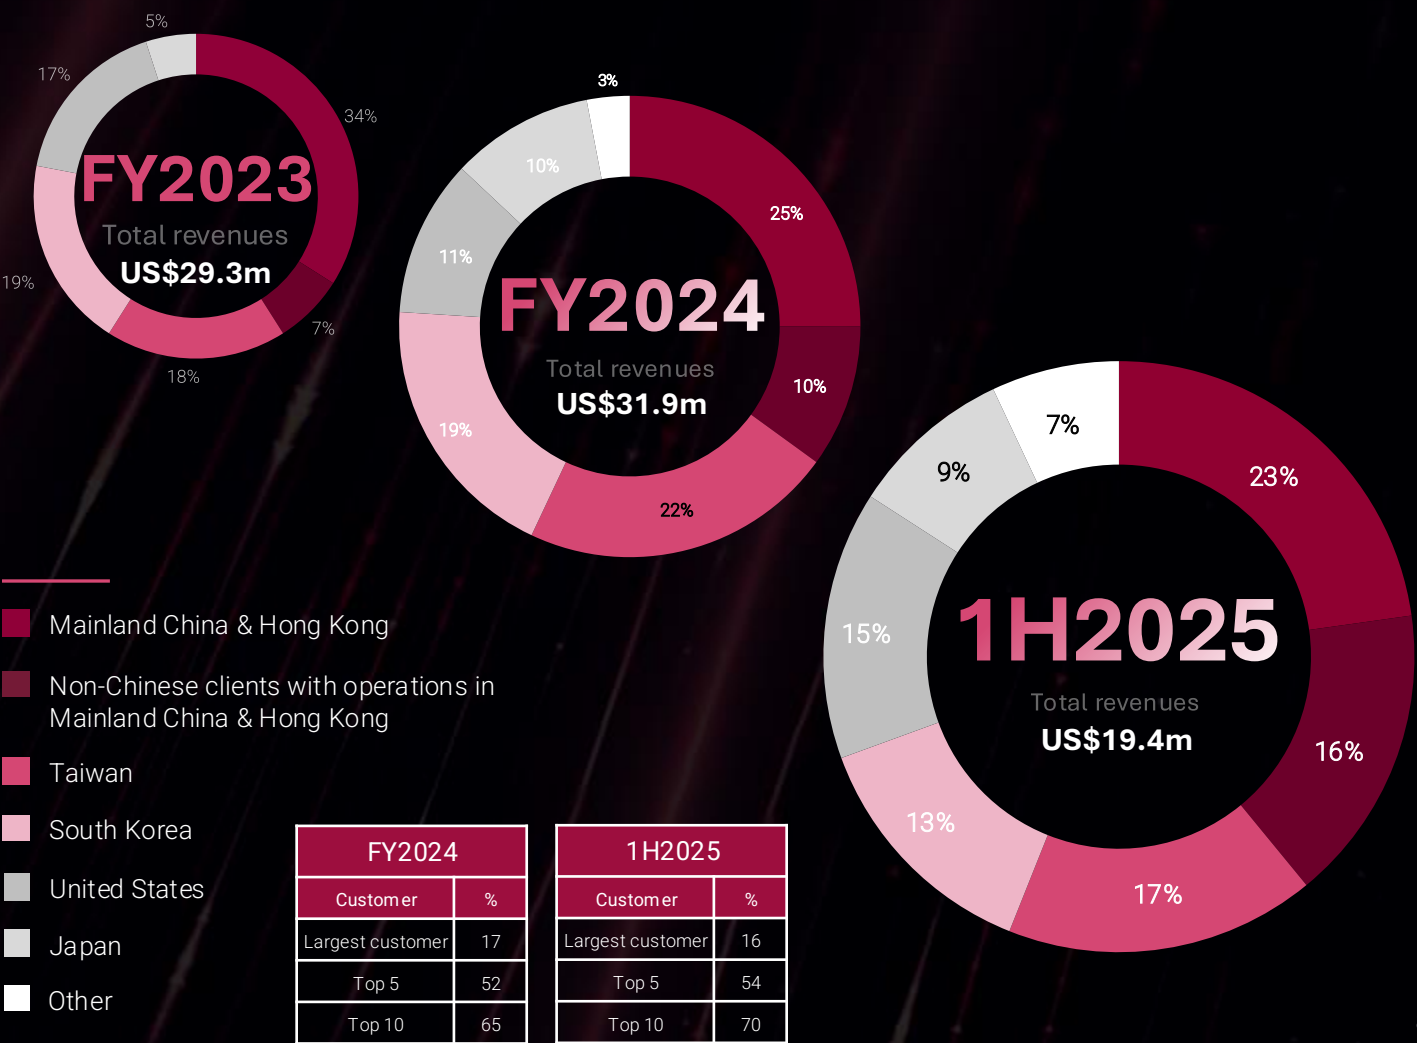 5%
17%
34%
FY2023
Total revenues
US$29.3m
19%
7%
18%
3%
10%
25%
11%
FY2024
Total revenues
US$31.9m
10%
19%
22%
7%
9%
23%
15%
1H2025
Total revenues
US$19.4m
16%
13%
17%
Mainland China & Hong Kong
Non-Chinese clients with operations in
Mainland China & Hong Kong
Taiwan
South Korea
United States
Japan
Other
FY2024
Customer %
Largest customer 17
Top 5 52
Top 10 65
1H2025
Customer %
Largest customer 16
Top 5 54
Top 10 70